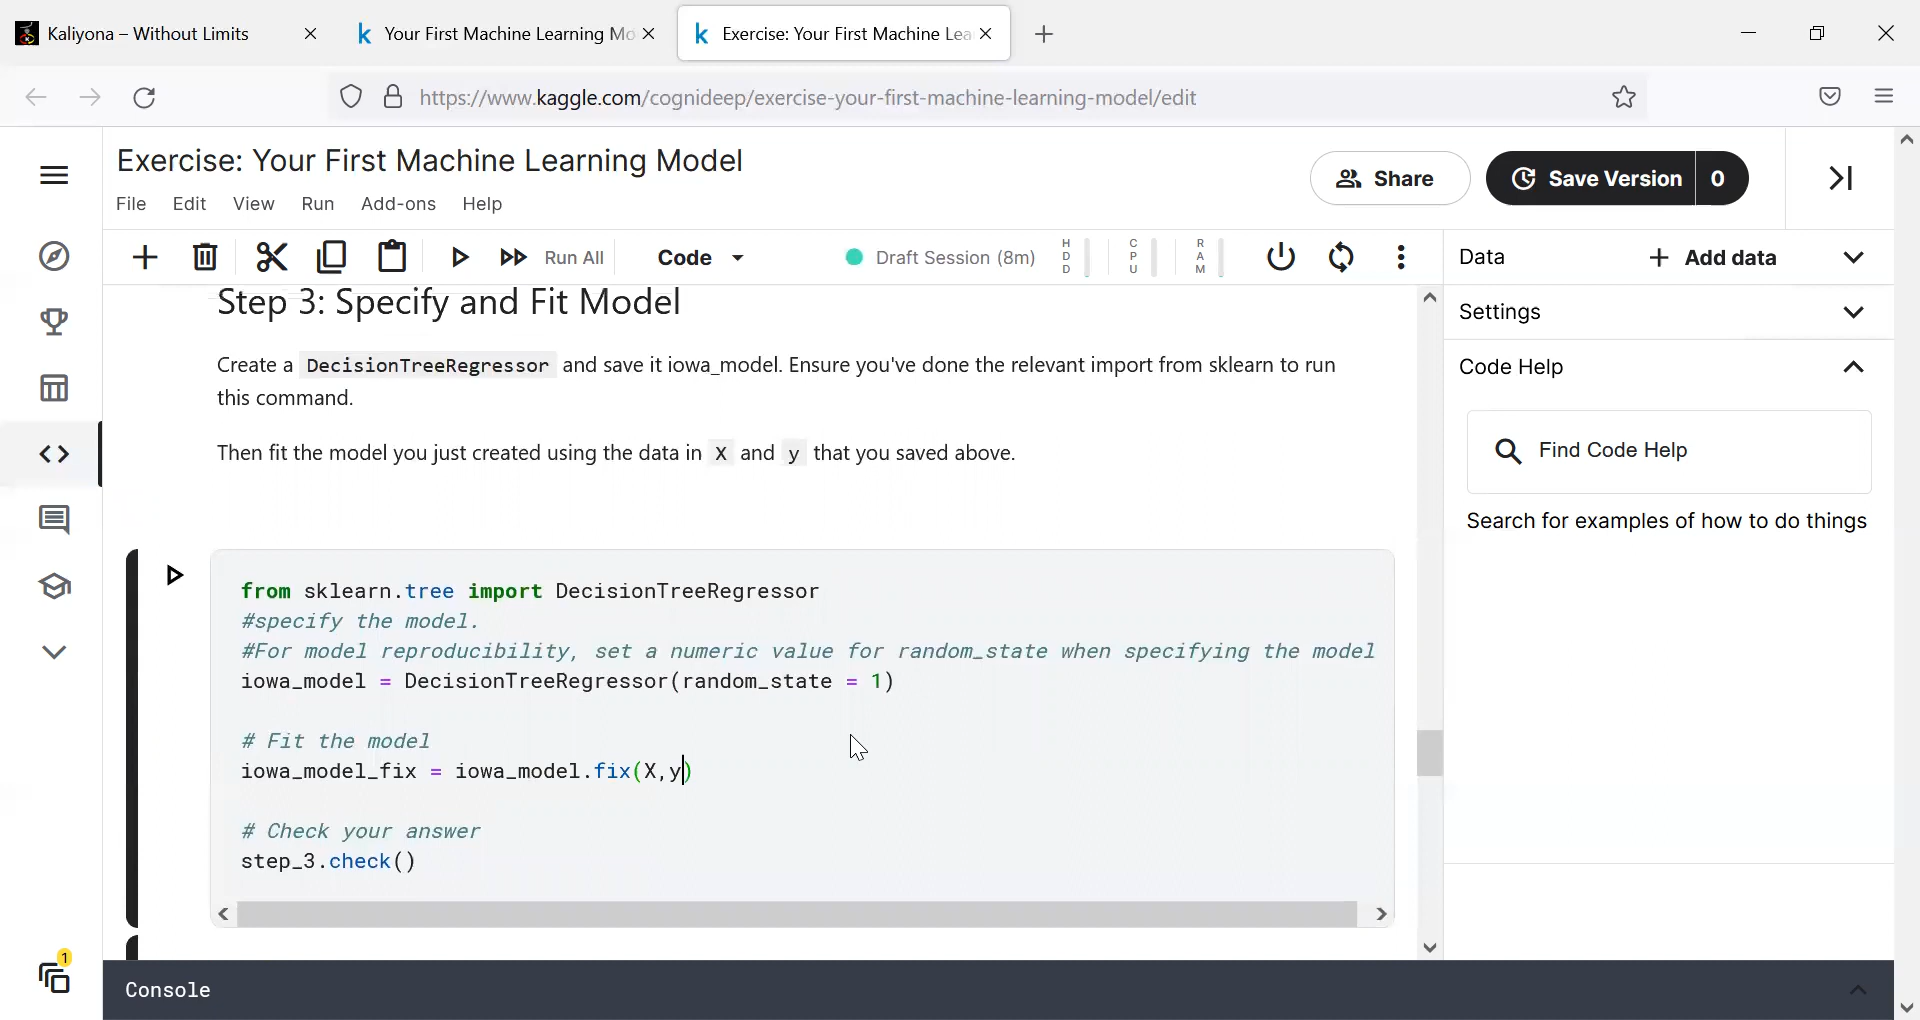 Kaliyona – Without Limits
Your First Machine Learning Mo
Exercise: Your First Machine Lea
https://www.kaggle.com/cognideep/exercise-your-first-machine-learning-model/edit
Exercise: Your First Machine Learning Model
File Edit View Run Add-ons Help
Share
Save Version 0
Run All
Code
Draft Session (8m)
HDD
CPU
RAM
Data
Add data
Settings
Code Help
Find Code Help
Search for examples of how to do things
Step 3: Specify and Fit Model
Create a DecisionTreeRegressor and save it iowa_model. Ensure you've done the relevant import from sklearn to run
this command.
Then fit the model you just created using the data in X and y that you saved above.
from sklearn.tree import DecisionTreeRegressor
#specify the model.
#For model reproducibility, set a numeric value for random_state when specifying the model
iowa_model = DecisionTreeRegressor(random_state = 1)
# Fit the model
iowa_model_fix = iowa_model.fix(X,y)
# Check your answer
step_3.check()
1
Console